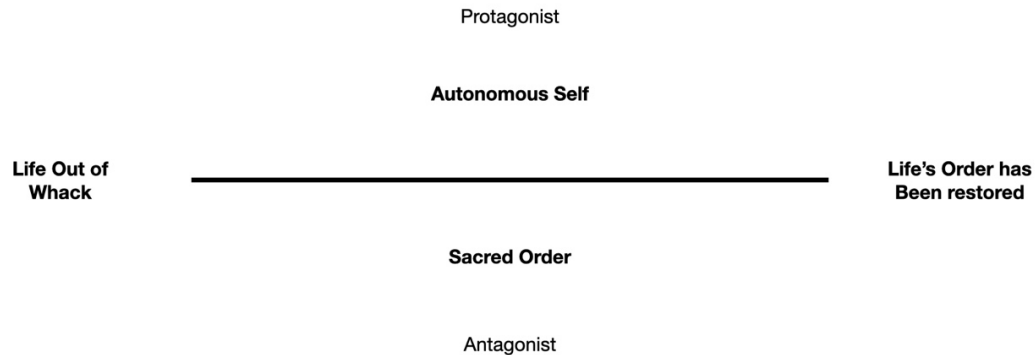 Protagonist
Autonomous Self
Life Out of
Whack
Life’s Order has
Been restored
Sacred Order
Antagonist